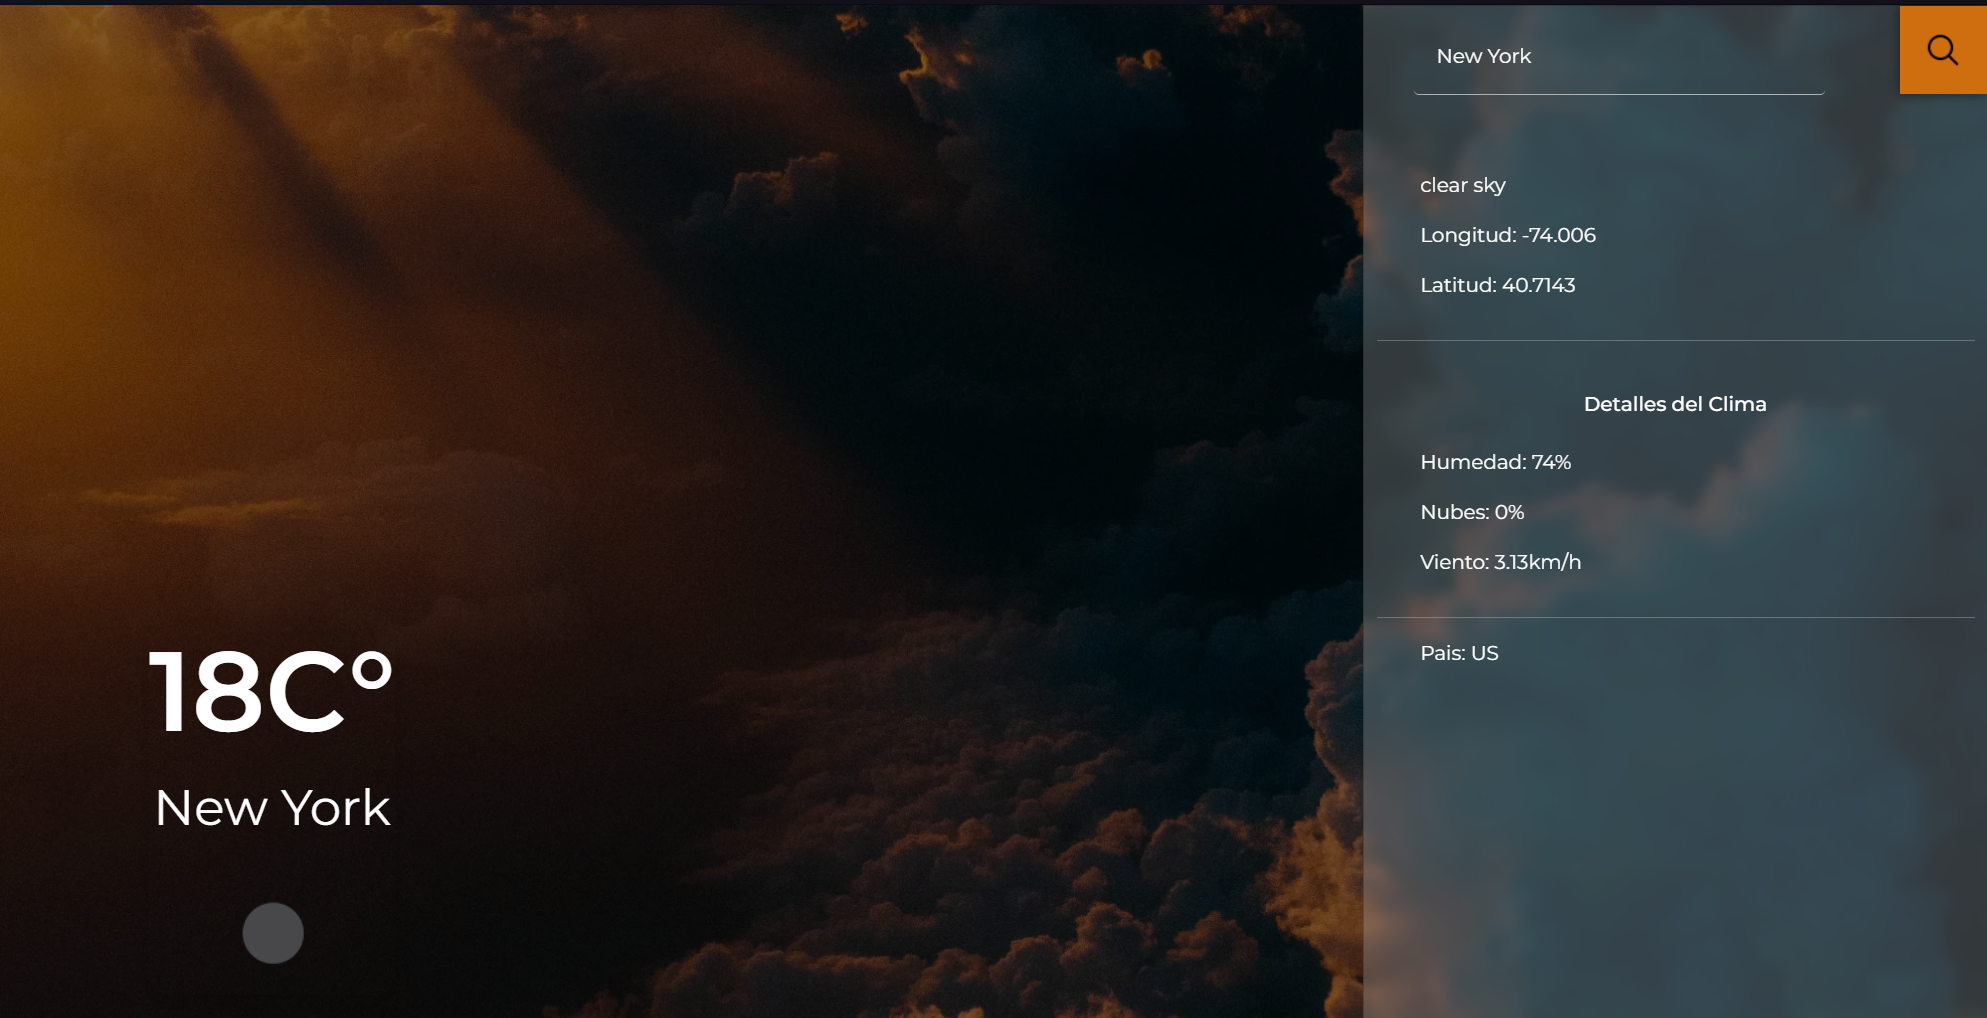 New York
clear sky
Longitud: -74.006
Latitud: 40.7143
Detalles del Clima
Humedad: 74%
Nubes: 0%
Viento: 3.13km/h
Pais: US
18C°
New York